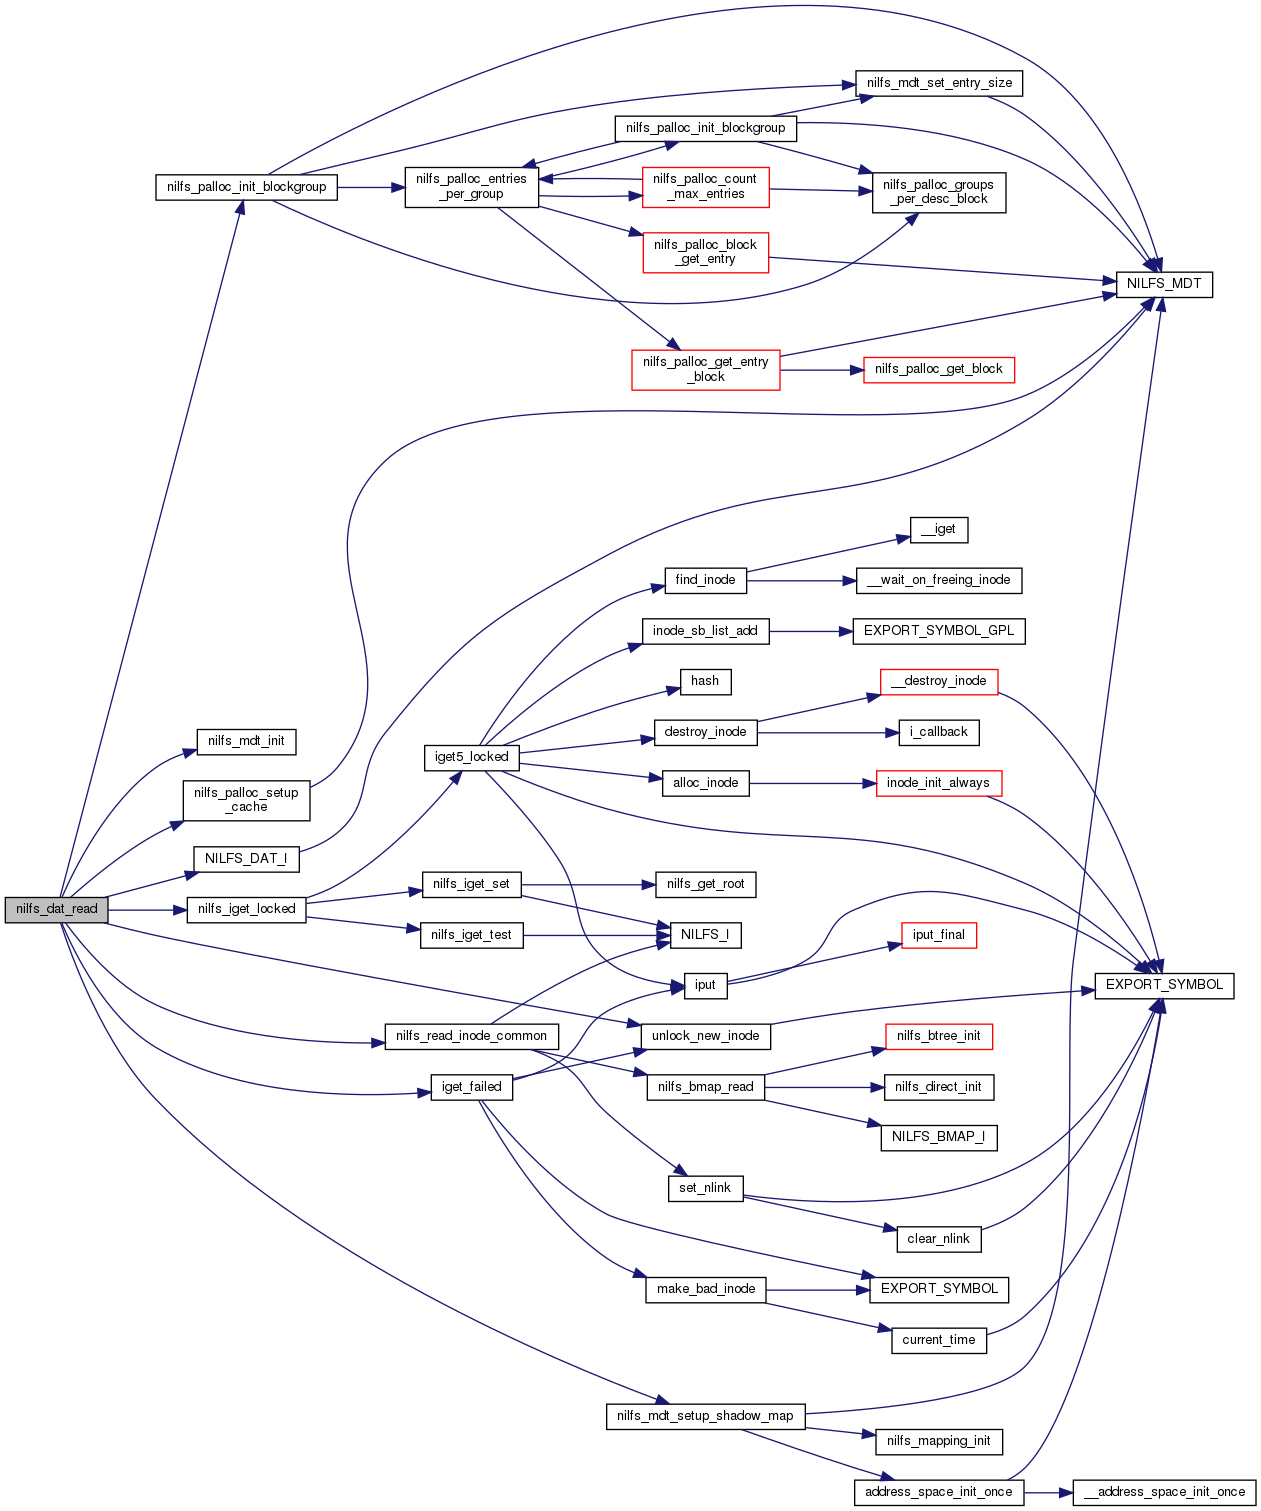 nilfs_mdt_set_entry_size
nilfs_palloc_init_blockgroup
nilfs_palloc_init_blockgroup
nilfs_palloc_entries
_per_group
nilfs_palloc_count
_max_entries
nilfs_palloc_groups
_per_desc_block
nilfs_palloc_block
_get_entry
NILFS_MDT
nilfs_palloc_get_entry
_block
nilfs_palloc_get_block
__iget
find_inode
__wait_on_freeing_inode
inode_sb_list_add
EXPORT_SYMBOL_GPL
hash
__destroy_inode
destroy_inode
i_callback
nilfs_mdt_init
iget5_locked
alloc_inode
inode_init_always
nilfs_palloc_setup
_cache
NILFS_DAT_I
nilfs_iget_set
nilfs_get_root
nilfs_dat_read
nilfs_iget_locked
nilfs_iget_test
NILFS_I
iput_final
iput
EXPORT_SYMBOL
nilfs_read_inode_common
unlock_new_inode
nilfs_btree_init
iget_failed
nilfs_bmap_read
nilfs_direct_init
NILFS_BMAP_I
set_nlink
clear_nlink
make_bad_inode
EXPORT_SYMBOL
current_time
nilfs_mdt_setup_shadow_map
nilfs_mapping_init
address_space_init_once
__address_space_init_once